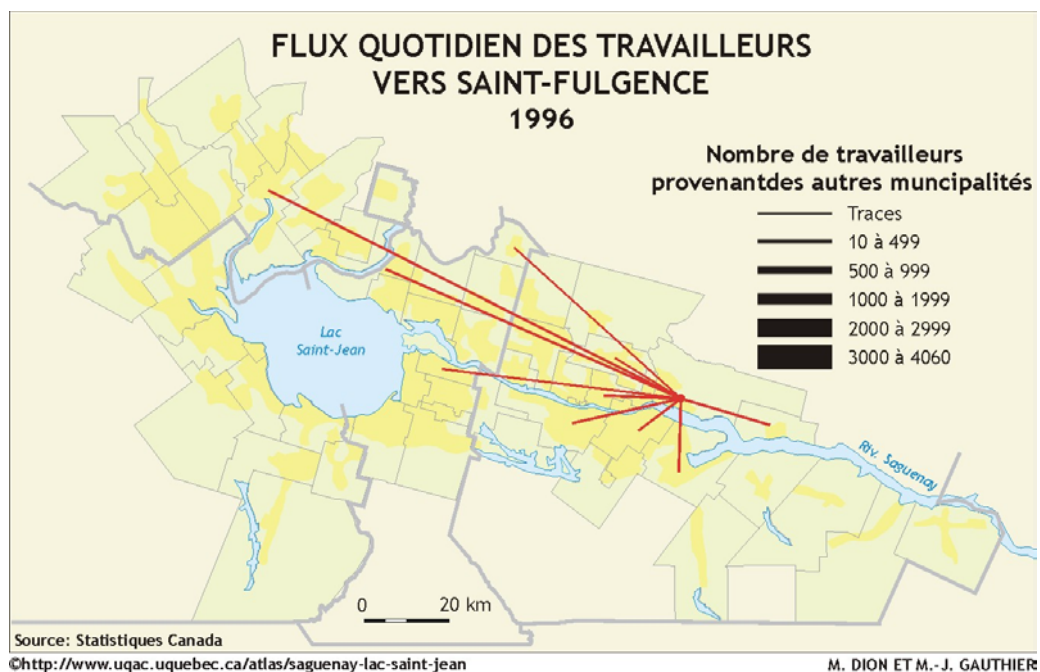 FLUX QUOTIDIEN DES TRAVAILLEURS
VERS SAINT-FULGENCE
1996
Nombre de travailleurs
provenantdes autres muncipalités
Traces
10 à 499
500 à 999
1000 à 1999
2000 à 2999
3000 à 4060
Lac
Saint-Jean
Riv. Saguenay
0 20 km
Source: Statistiques Canada
©http://www.uqac.uquebec.ca/atlas/saguenay-lac-saint-jean
M. DION ET M.-J. GAUTHIER